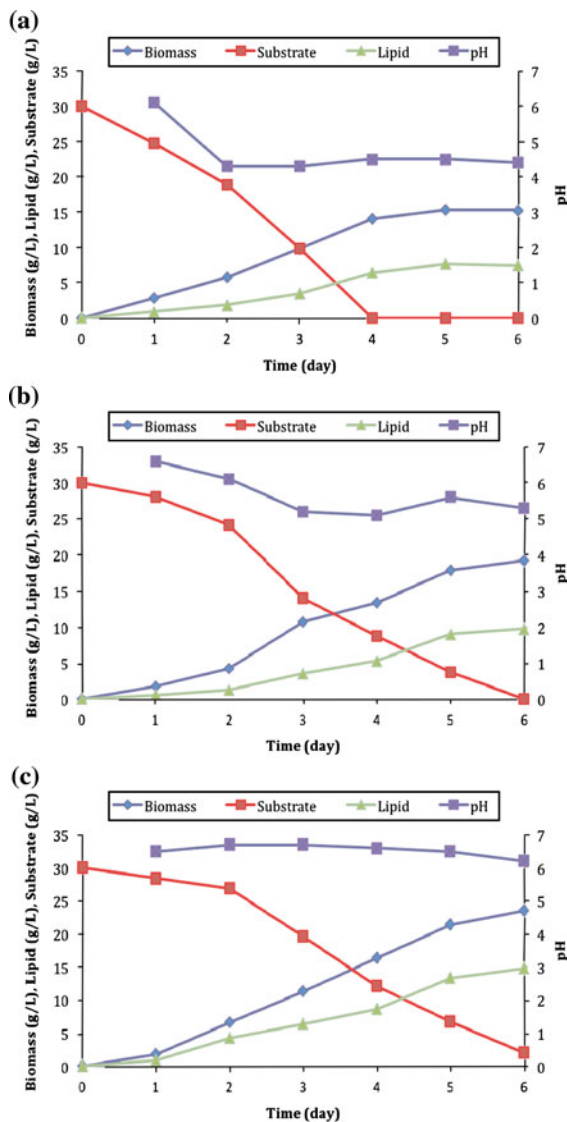 (a)
Biomass Substrate Lipid pH
Biomass (g/L), Lipid (g/L), Substrate (g/L)
35
30
25
20
15
10
5
0
7
6
5
4
3
2
1
0
pH
0 1 2 3 4 5 6
Time (day)
(b)
Biomass Substrate Lipid pH
Biomass (g/L), Lipid (g/L), Substrate (g/L)
35
30
25
20
15
10
5
0
7
6
5
4
3
2
1
0
pH
0 1 2 3 4 5 6
Time (day)
(c)
Biomass Substrate Lipid pH
Biomass (g/L), Lipid (g/L), Substrate (g/L)
35
30
25
20
15
10
5
0
7
6
5
4
3
2
1
0
pH
0 1 2 3 4 5 6
Time (day)